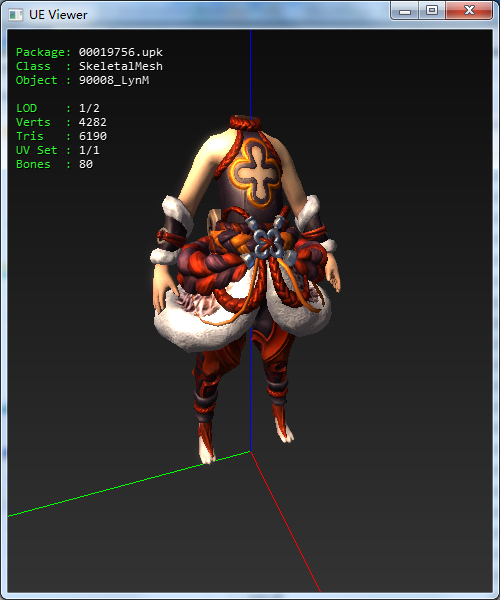 UE Viewer
Package: 00019756.upk
Class : SkeletalMesh
Object : 90008_LynM
LOD : 1/2
Verts : 4282
Tris : 6190
UV Set : 1/1
Bones : 80